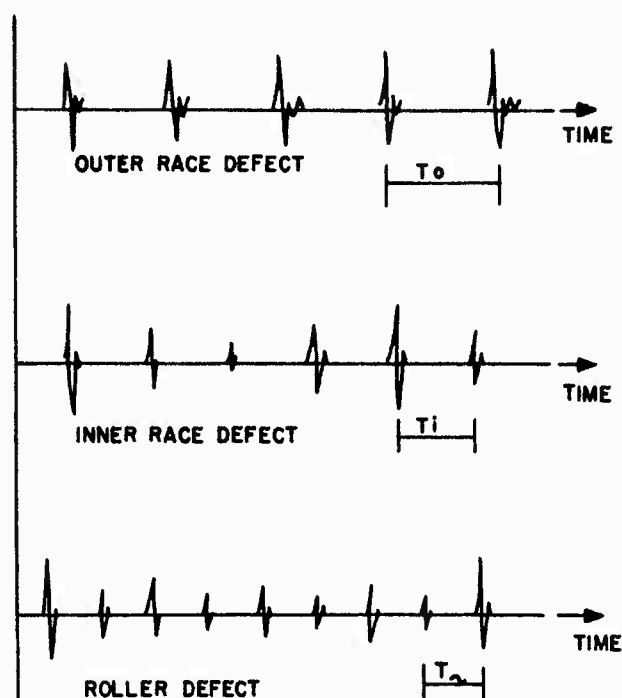 TIME
OUTER RACE DEFECT
To
TIME
INNER RACE DEFECT
Ti
TIME
ROLLER DEFECT